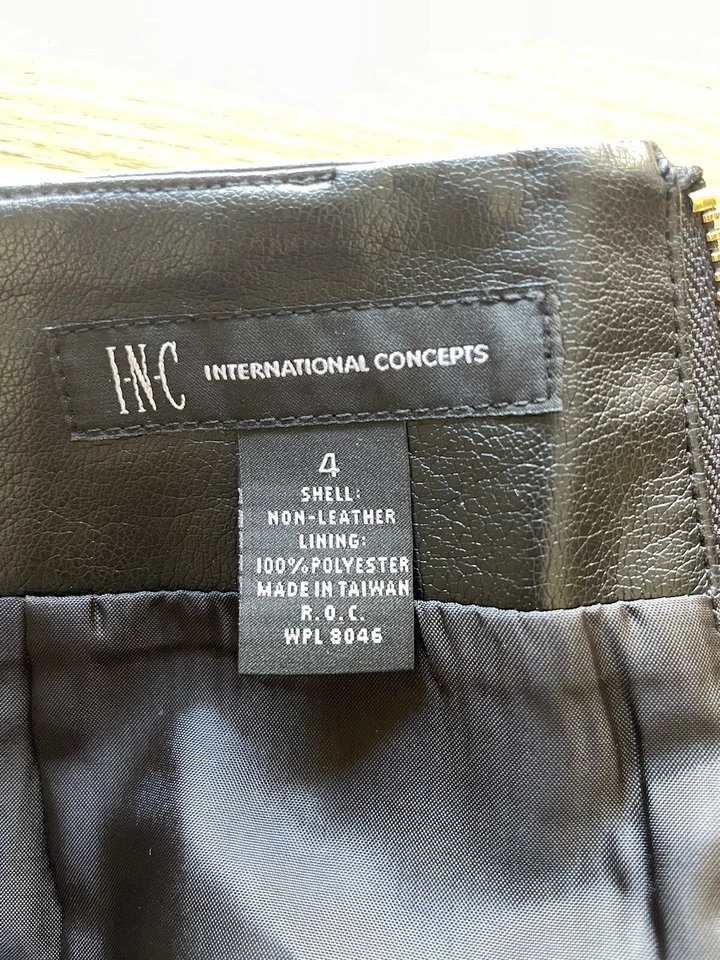 I·N·C INTERNATIONAL CONCEPTS
4
SHELL:
NON-LEATHER
LINING:
100%POLYESTER
MADE IN TAIWAN
R.O.C.
WPL 8046